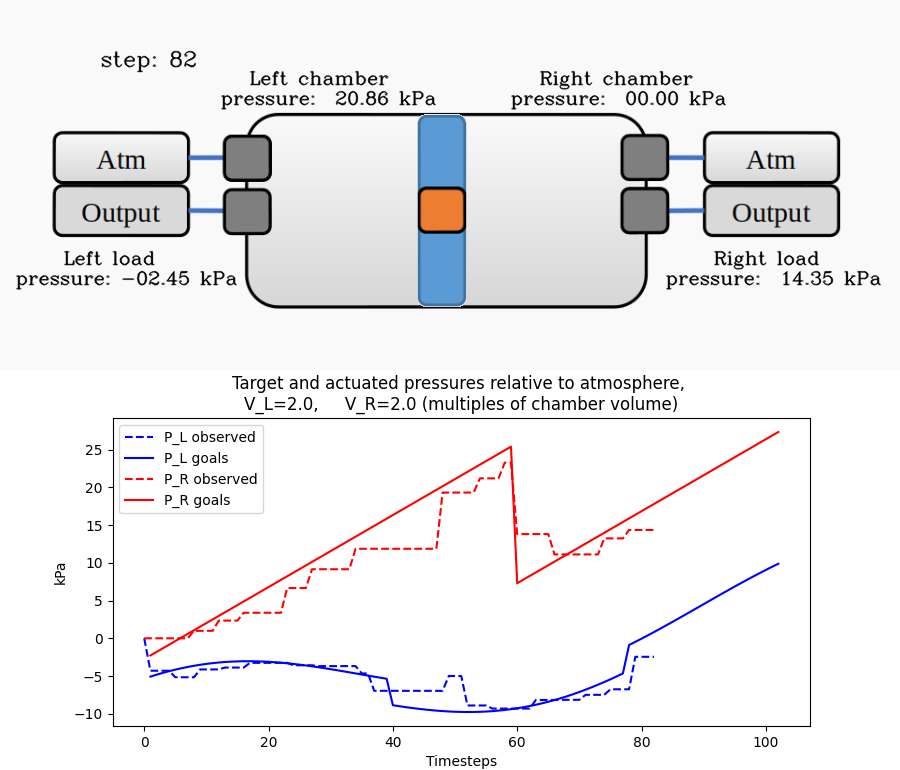 step: 82
Left chamber
pressure: 20.86 kPa
Right chamber
pressure: 00.00 kPa
Atm
Output
Atm
Output
Left load
pressure: -02.45 kPa
Right load
pressure: 14.35 kPa
Target and actuated pressures relative to atmosphere,
V_L=2.0, V_R=2.0 (multiples of chamber volume)
P_L observed
P_L goals
P_R observed
P_R goals
25
20
15
10
5
0
−5
−10
kPa
0 20 40 60 80 100
Timesteps